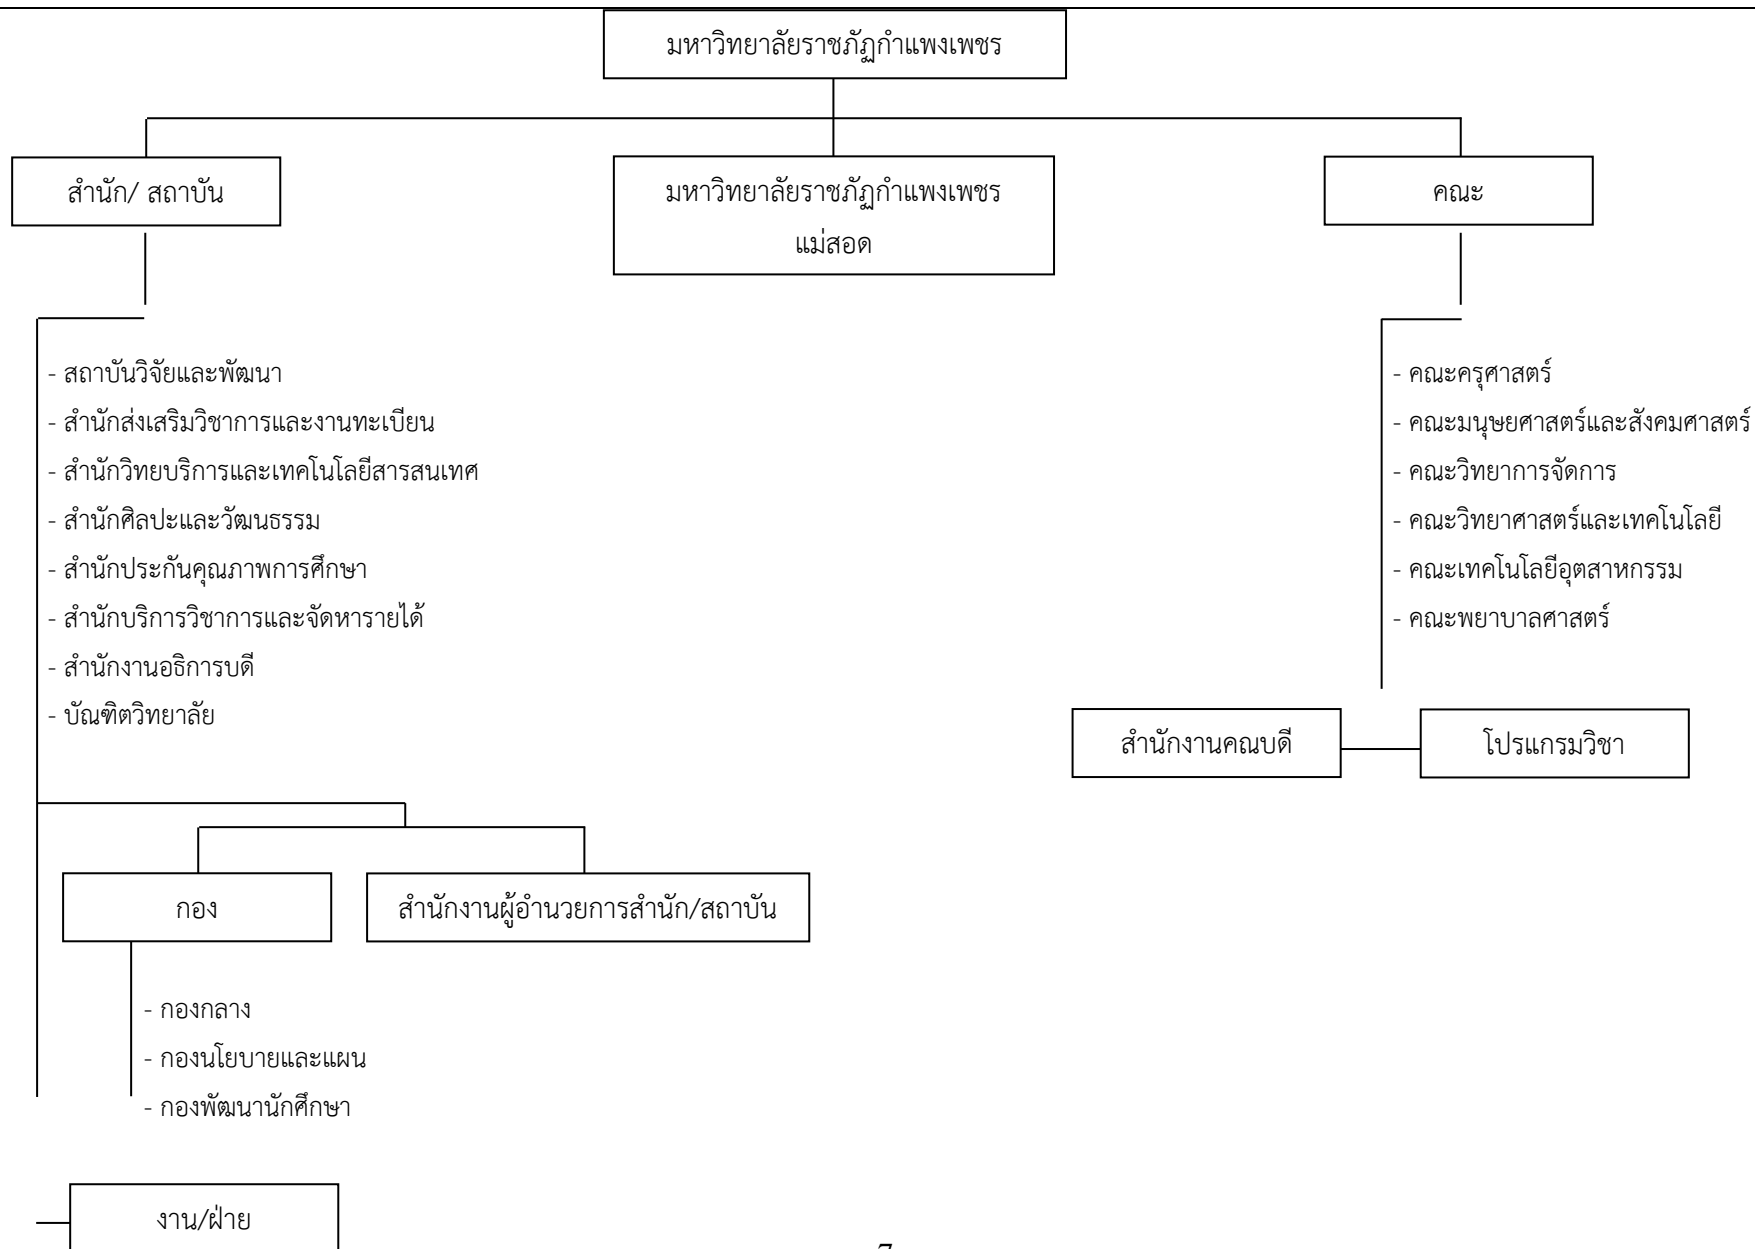 มหาวิทยาลัยราชภัฏกำแพงเพชร
สำนัก/ สถาบัน
มหาวิทยาลัยราชภัฏกำแพงเพชร
แม่สอด
คณะ
- สถาบันวิจัยและพัฒนา
- สำนักส่งเสริมวิชาการและงานทะเบียน
- สำนักวิทยบริการและเทคโนโลยีสารสนเทศ
- สำนักศิลปะและวัฒนธรรม
- สำนักประกันคุณภาพการศึกษา
- สำนักบริการวิชาการและจัดหารายได้
- สำนักงานอธิการบดี
- บัณฑิตวิทยาลัย
- คณะครุศาสตร์
- คณะมนุษยศาสตร์และสังคมศาสตร์
- คณะวิทยาการจัดการ
- คณะวิทยาศาสตร์และเทคโนโลยี
- คณะเทคโนโลยีอุตสาหกรรม
- คณะพยาบาลศาสตร์
สำนักงานคณบดี
โปรแกรมวิชา
กอง
สำนักงานผู้อำนวยการสำนัก/สถาบัน
- กองกลาง
- กองนโยบายและแผน
- กองพัฒนานักศึกษา
งาน/ฝ่าย